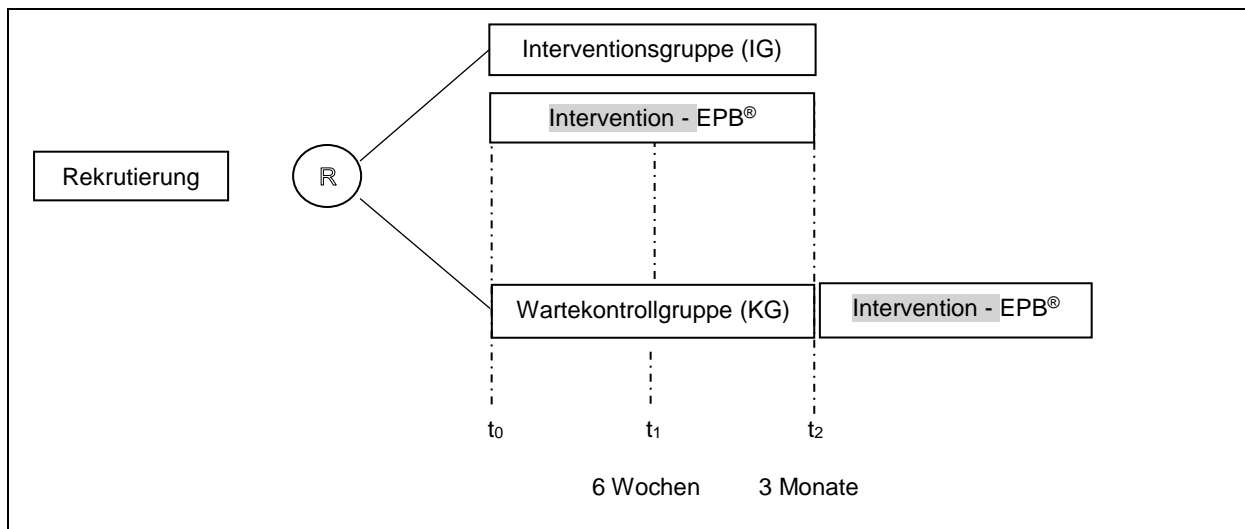 Interventionsgruppe (IG)
Intervention - EPB®
Rekrutierung
R
Wartekontrollgruppe (KG)
Intervention - EPB®
t0 t1 t2
6 Wochen 3 Monate